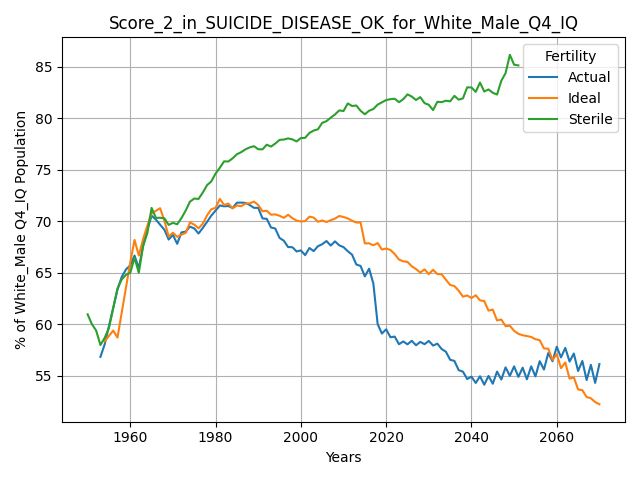 Score_2_in_SUICIDE_DISEASE_OK_for_White_Male_Q4_IQ
% of White_Male Q4_IQ Population
85
80
75
70
65
60
55
Fertility
Actual
Ideal
Sterile
1960 1980 2000 2020 2040 2060
Years